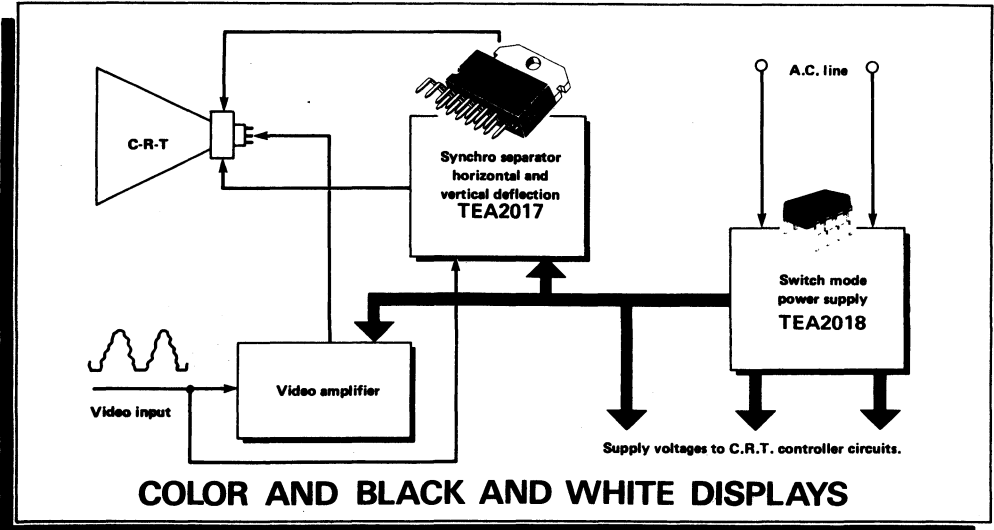 A.C. line
C-R-T
Synchro separator
horizontal and
vertical deflection
TEA2017
Switch mode
power supply
TEA2018
Video amplifier
Video input
Supply voltages to C.R.T. controller circuits.
COLOR AND BLACK AND WHITE DISPLAYS